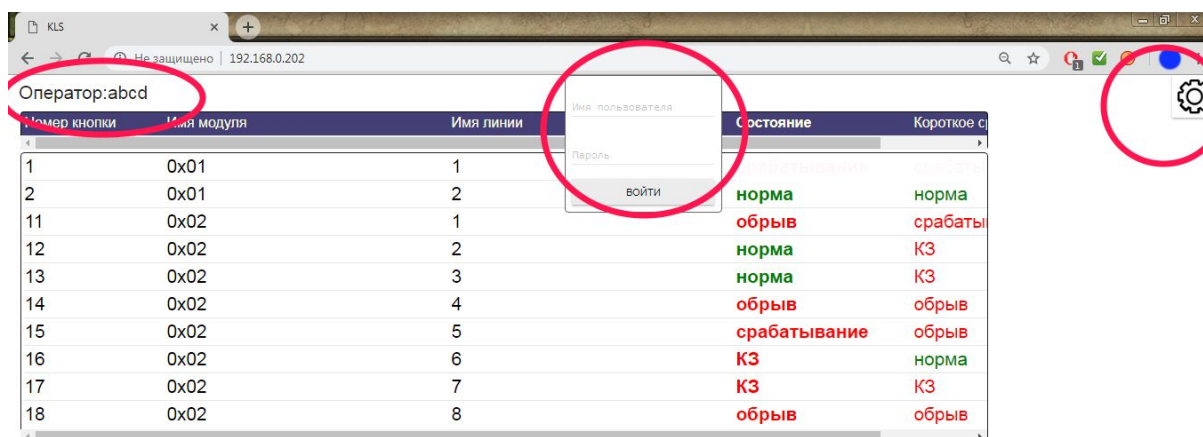 KLS
Не защищено | 192.168.0.202
1
Оператор:abcd
Номер кнопки Имя модуля Имя линии Состояние Короткое
Имя пользователя
Пароль
ВОЙТИ
1 0x01 1 срабатывание
2 0x01 2 норма норма
11 0x02 1 обрыв срабаты
12 0x02 2 норма КЗ
13 0x02 3 норма КЗ
14 0x02 4 обрыв обрыв
15 0x02 5 срабатывание обрыв
16 0x02 6 КЗ норма
17 0x02 7 КЗ КЗ
18 0x02 8 обрыв обрыв